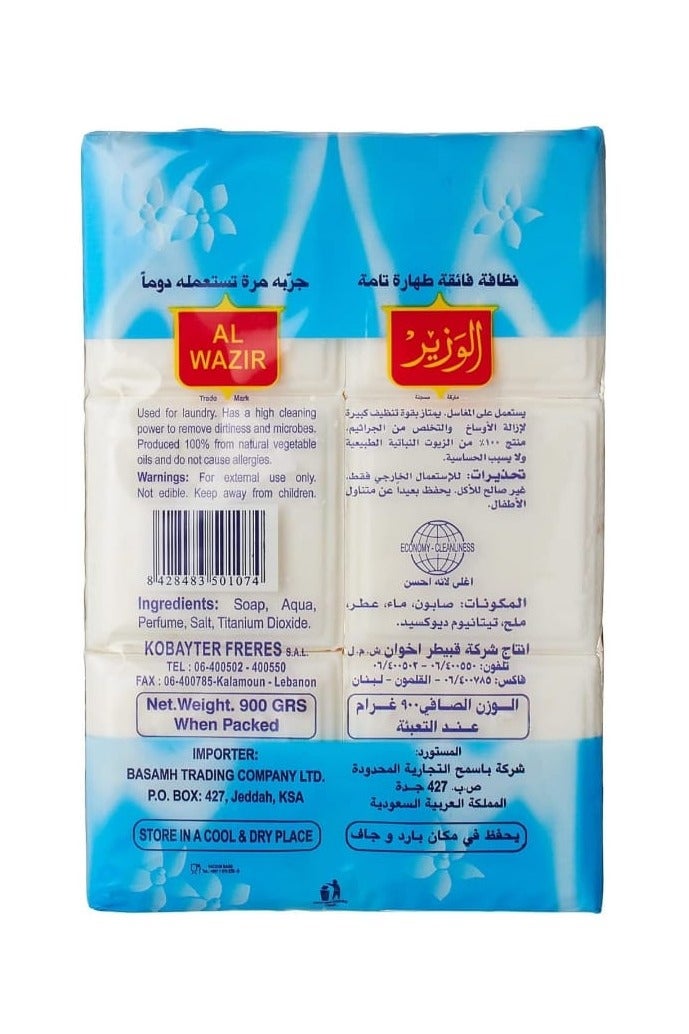 جرّبه مرة تستعمله دوماً
نظافة فائقة طهارة تامة
AL
WAZIR
Trade Mark
Used for laundry. Has a high cleaning
power to remove dirtiness and microbes.
Produced 100% from natural vegetable
oils and do not cause allergies.
Warnings: For external use only.
Not edible. Keep away from children.
8 428483 501074
Ingredients: Soap, Aqua,
Perfume, Salt, Titanium Dioxide.
KOBAYTER FRERES S.A.L.
TEL : 06-400502 - 400550
FAX : 06-400785-Kalamoun - Lebanon
Net.Weight. 900 GRS
When Packed
IMPORTER:
BASAMH TRADING COMPANY LTD.
P.O. BOX: 427, Jeddah, KSA
STORE IN A COOL & DRY PLACE
الوزير
ماركة مسجلة
يستعمل على المغاسل. يمتاز بقوة تنظيف كبيرة
لإزالة الأوساخ والتخلص من الجراثيم.
منتج ١٠٠٪ من الزيوت النباتية الطبيعية
ولا يسبب الحساسية.
تحذيرات: للإستعمال الخارجي فقط.
غير صالح للأكل. يحفظ بعيدا عن متناول
الأطفال.
ECONOMY - CLEANLINESS
اغلى لانه احسن
المكونات: صابون، ماء، عطر،
ملح، تيتانيوم ديوكسيد.
انتاج شركة قبيطر اخوان ش.م.ل
تلفون: ٠٦/٤٠٠٥٥٠ - ٠٦/٤٠٠٥٠٢
فاكس: ٠٦/٤٠٠٧٨٥ - القلمون - لبنان
الوزن الصافي ٩٠٠ غرام
عند التعبئة
المستورد:
شركة باسمح التجارية المحدودة
ص.ب. 427 جدة
المملكة العربية السعودية
يحفظ في مكان بارد و جاف